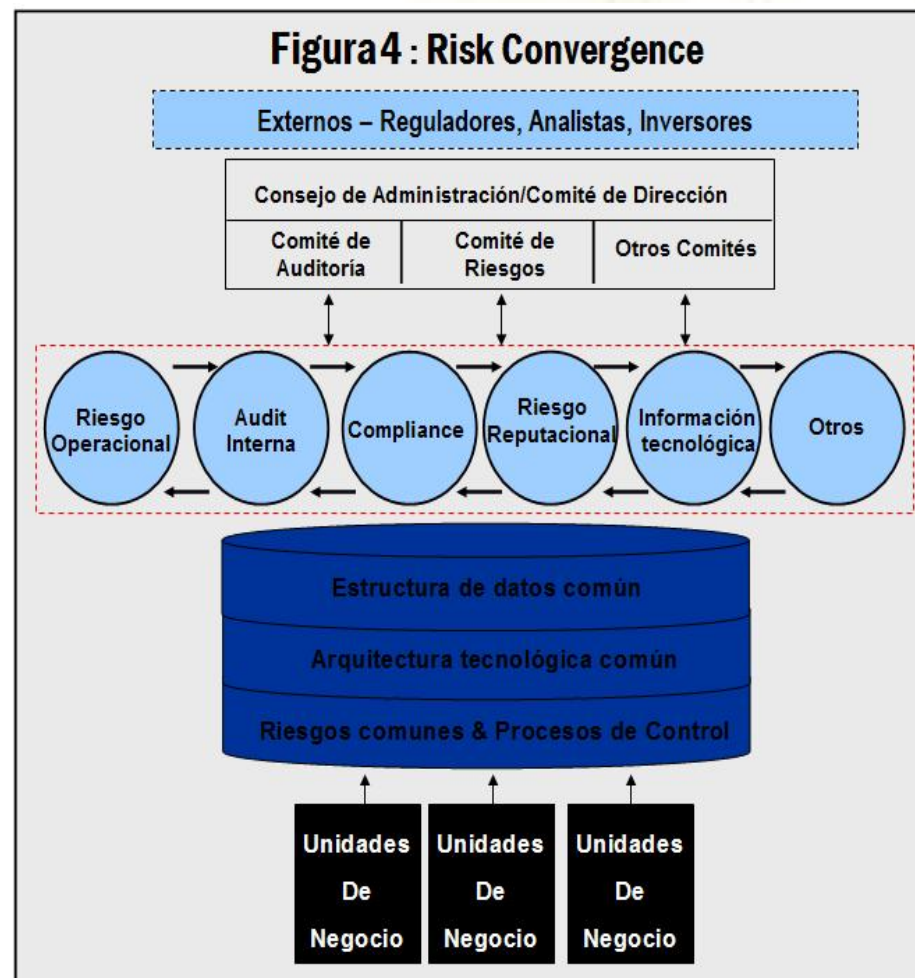 Figura4 : Risk Convergence
Externos – Reguladores, Analistas, Inversores
Consejo de Administración/Comité de Dirección
Comité de
Auditoría
Comité de
Riesgos
Otros Comités
Riesgo
Operacional
Audit
Interna
Compliance
Riesgo
Reputacional
Información
tecnológica
Otros
Estructura de datos común
Arquitectura tecnológica común
Riesgos comunes & Procesos de Control
Unidades
De
Negocio
Unidades
De
Negocio
Unidades
De
Negocio